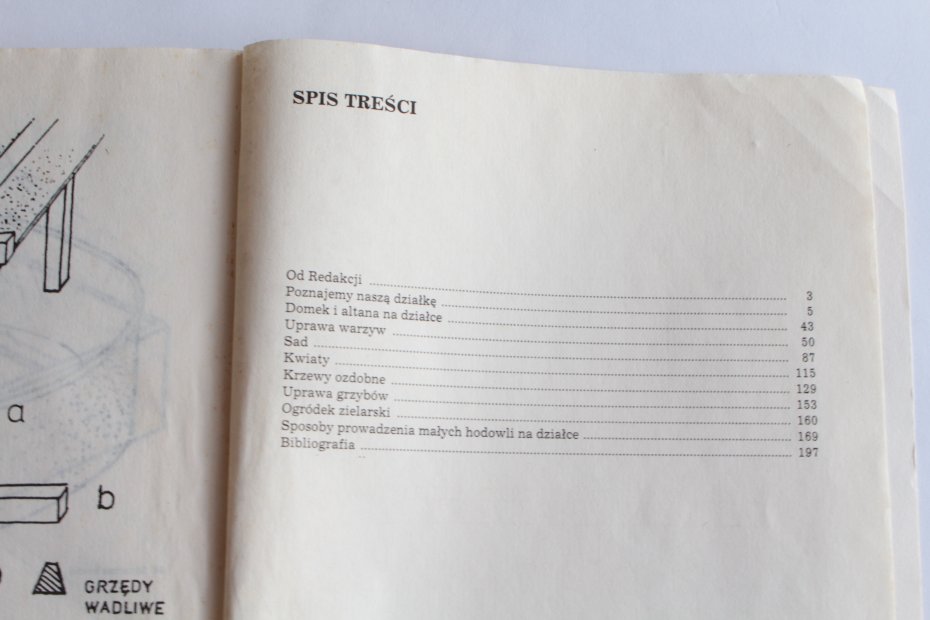 a
b
GRZĘDY
WADLIWE
SPIS TREŚCI
Od Redakcji ........ 3
Poznajemy naszą działkę ........ 5
Domek i altana na działce ........ 43
Uprawa warzyw ........ 50
Sad ........ 87
Kwiaty ........ 115
Krzewy ozdobne ........ 129
Uprawa grzybów ........ 153
Ogródek zielarski ........ 160
Sposoby prowadzenia małych hodowli na działce ........ 169
Bibliografia ........ 197